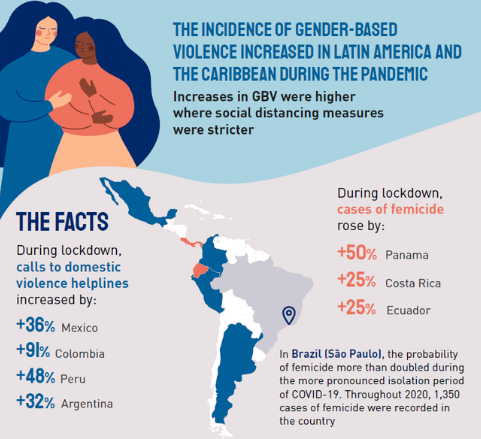 THE INCIDENCE OF GENDER-BASED
VIOLENCE INCREASED IN LATIN AMERICA AND
THE CARIBBEAN DURING THE PANDEMIC
Increases in GBV were higher
where social distancing measures
were stricter
THE FACTS
During lockdown,
calls to domestic
violence helplines
increased by:
+36% Mexico
+91% Colombia
+48% Peru
+32% Argentina
During lockdown,
cases of femicide
rose by:
+50% Panama
+25% Costa Rica
+25% Ecuador
In Brazil (São Paulo), the probability
of femicide more than doubled during
the more pronounced isolation period
of COVID-19. Throughout 2020, 1,350
cases of femicide were recorded in
the country